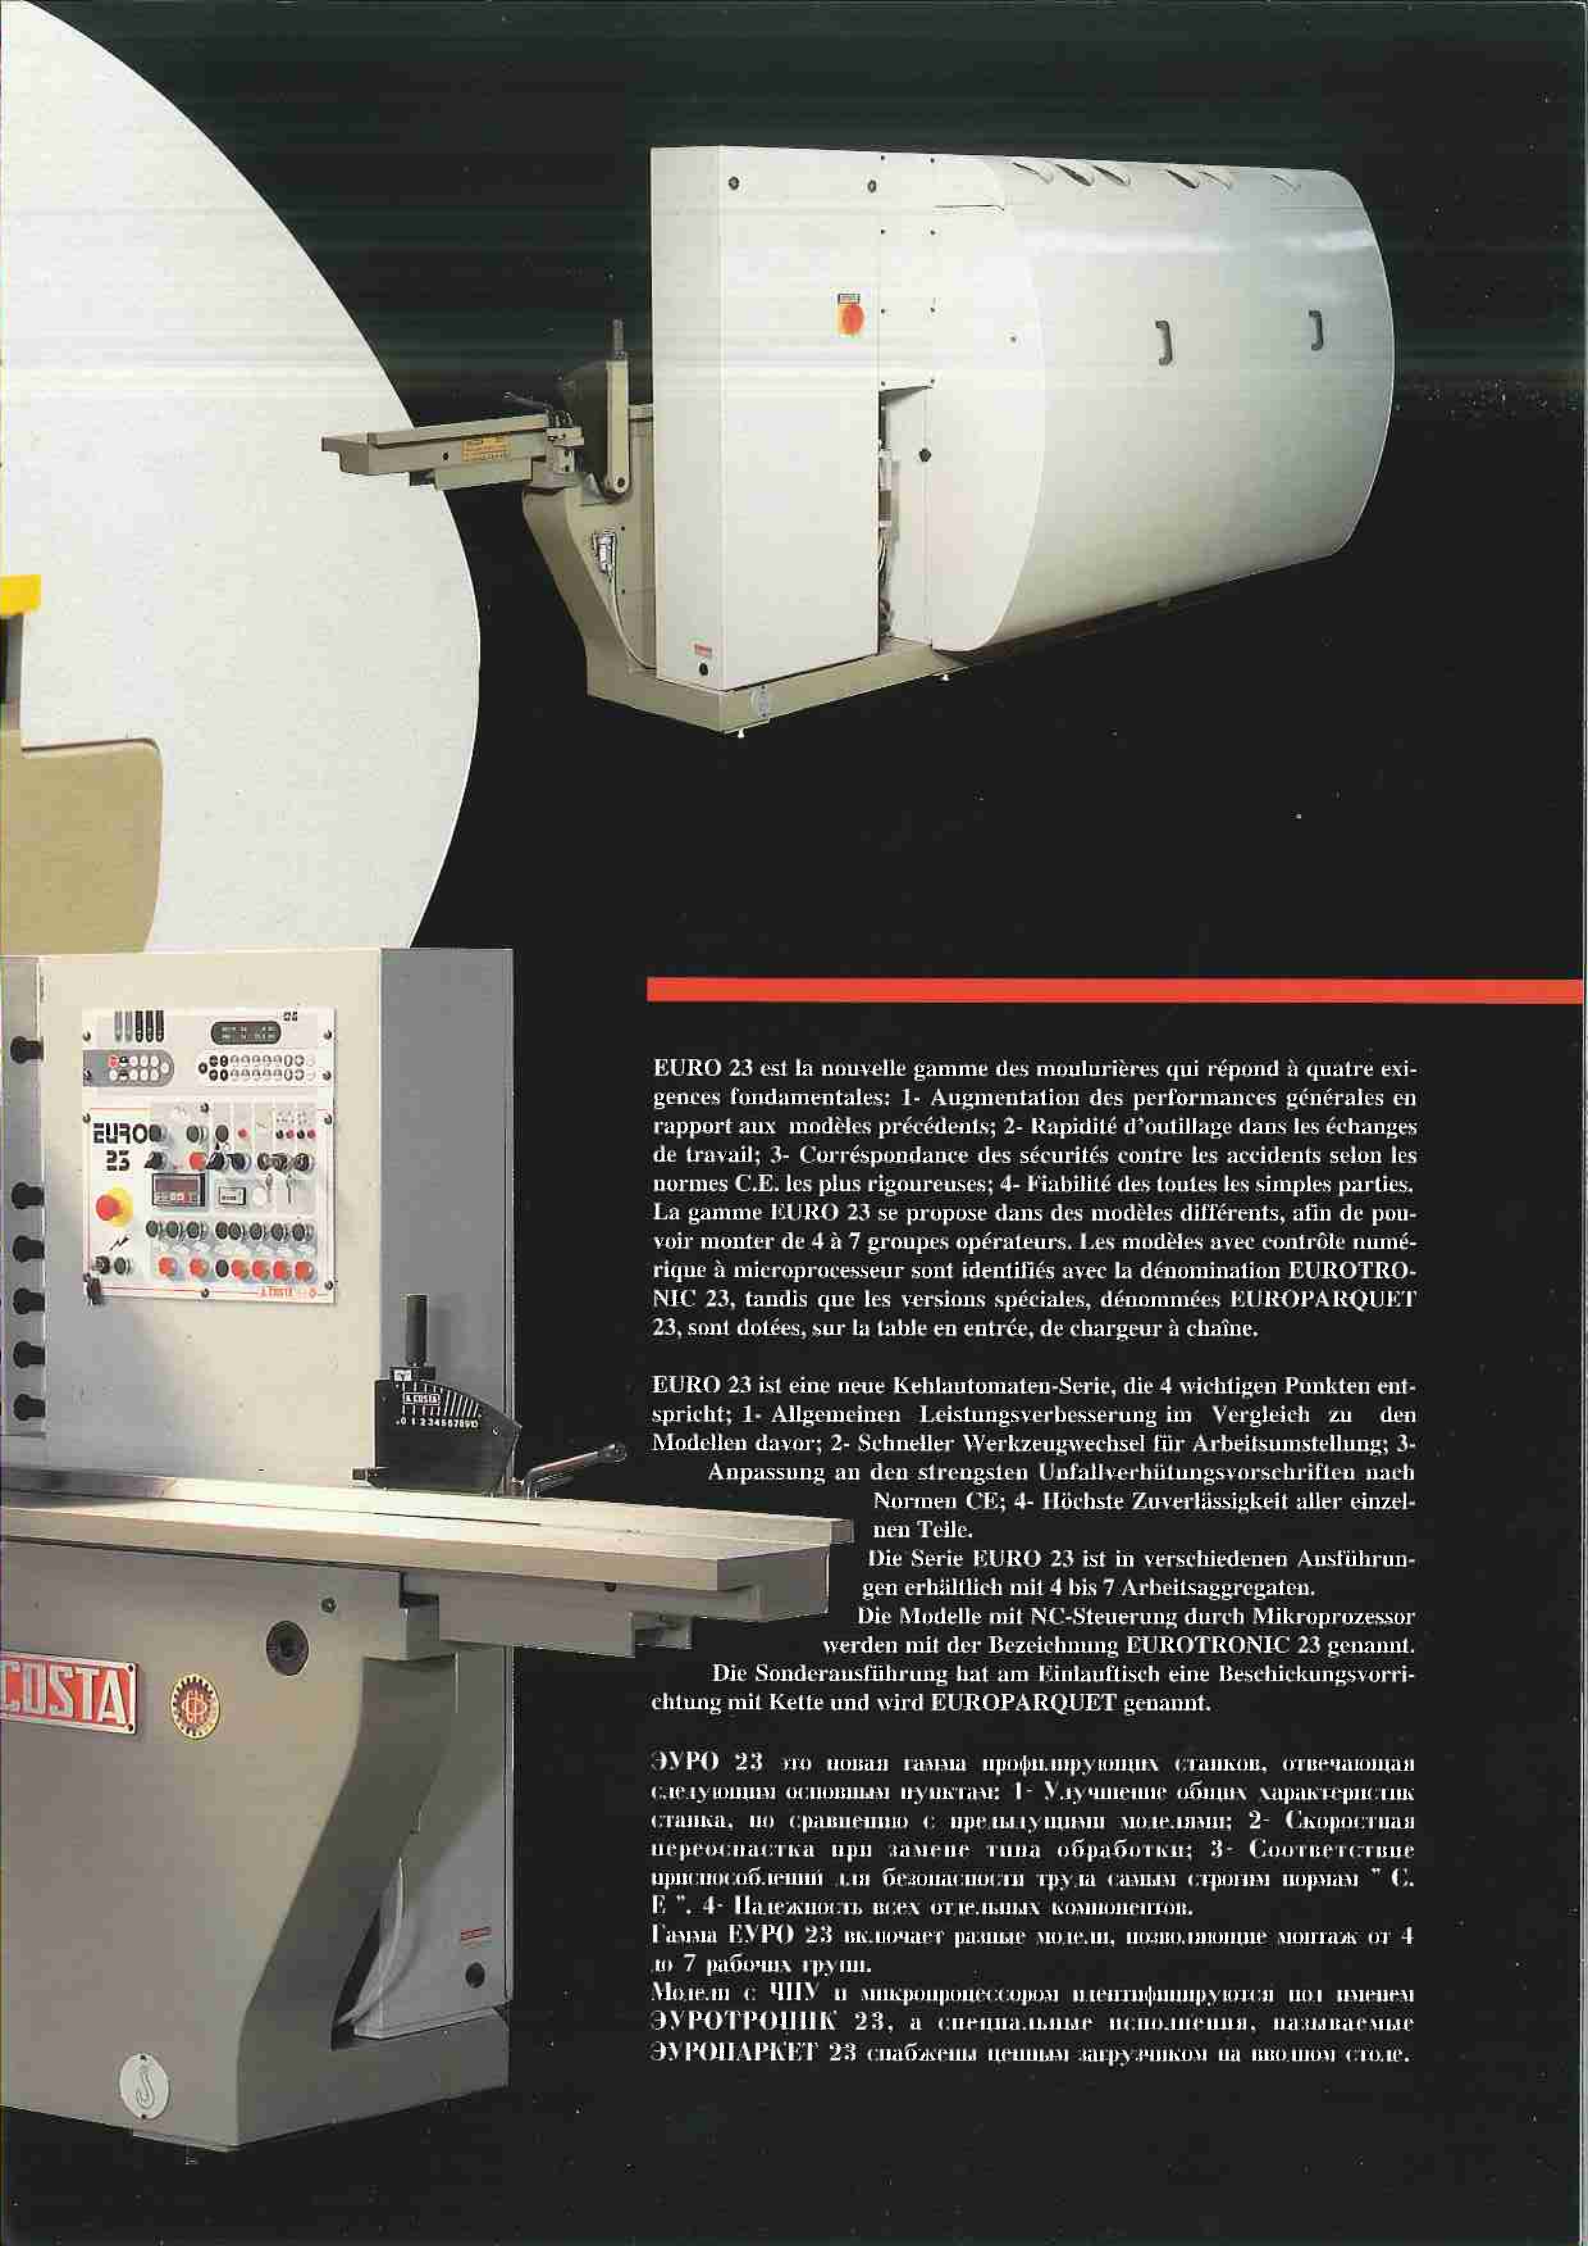 EURO
23
A. COSTA
A. COSTA
0 1 2 3 4 5 6 7 8 9 10
COSTA
EURO 23 est la nouvelle gamme des moulurières qui répond à quatre exi-
gences fondamentales: 1- Augmentation des performances générales en
rapport aux modèles précédents; 2- Rapidité d'outillage dans les échanges
de travail; 3- Corréspondance des sécurités contre les accidents selon les
normes C.E. les plus rigoureuses; 4- Fiabilité des toutes les simples parties.
La gamme EURO 23 se propose dans des modèles différents, afin de pou-
voir monter de 4 à 7 groupes opérateurs. Les modèles avec contrôle numé-
rique à microprocesseur sont identifiés avec la dénomination EUROTRO-
NIC 23, tandis que les versions spéciales, dénommées EUROPARQUET
23, sont dotées, sur la table en entrée, de chargeur à chaîne.
EURO 23 ist eine neue Kehlautomaten-Serie, die 4 wichtigen Punkten ent-
spricht; 1- Allgemeinen Leistungsverbesserung im Vergleich zu den
Modellen davor; 2- Schneller Werkzeugwechsel für Arbeitsumstellung; 3-
Anpassung an den strengsten Unfallverhütungsvorschriften nach
Normen CE; 4- Höchste Zuverlässigkeit aller einzel-
nen Teile.
Die Serie EURO 23 ist in verschiedenen Ausführun-
gen erhältlich mit 4 bis 7 Arbeitsaggregaten.
Die Modelle mit NC-Steuerung durch Mikroprozessor
werden mit der Bezeichnung EUROTRONIC 23 genannt.
Die Sonderausführung hat am Einlauftisch eine Beschickungsvorri-
chtung mit Kette und wird EUROPARQUET genannt.
ЭУРО 23 это новая гамма профилирующих станков, отвечающая
следующим основным пунктам: 1- Улучшение общих характеристик
станка, по сравнению с предыдущими моделями; 2- Скоростная
переоснастка при замене типа обработки; 3- Соответствие
приспособлений для безопасности труда самым строгим нормам " С.
Е ". 4- Надежность всех отдельных компонентов.
Гамма ЕУРО 23 включает разные модели, позволяющие монтаж от 4
до 7 рабочих групп.
Модели с ЧПУ и микропроцессором идентифицируются под именем
ЭУРОТРОНИК 23, а специальные исполнения, называемые
ЭУРОПАРКЕТ 23 снабжены цепным загрузчиком на вводном столе.